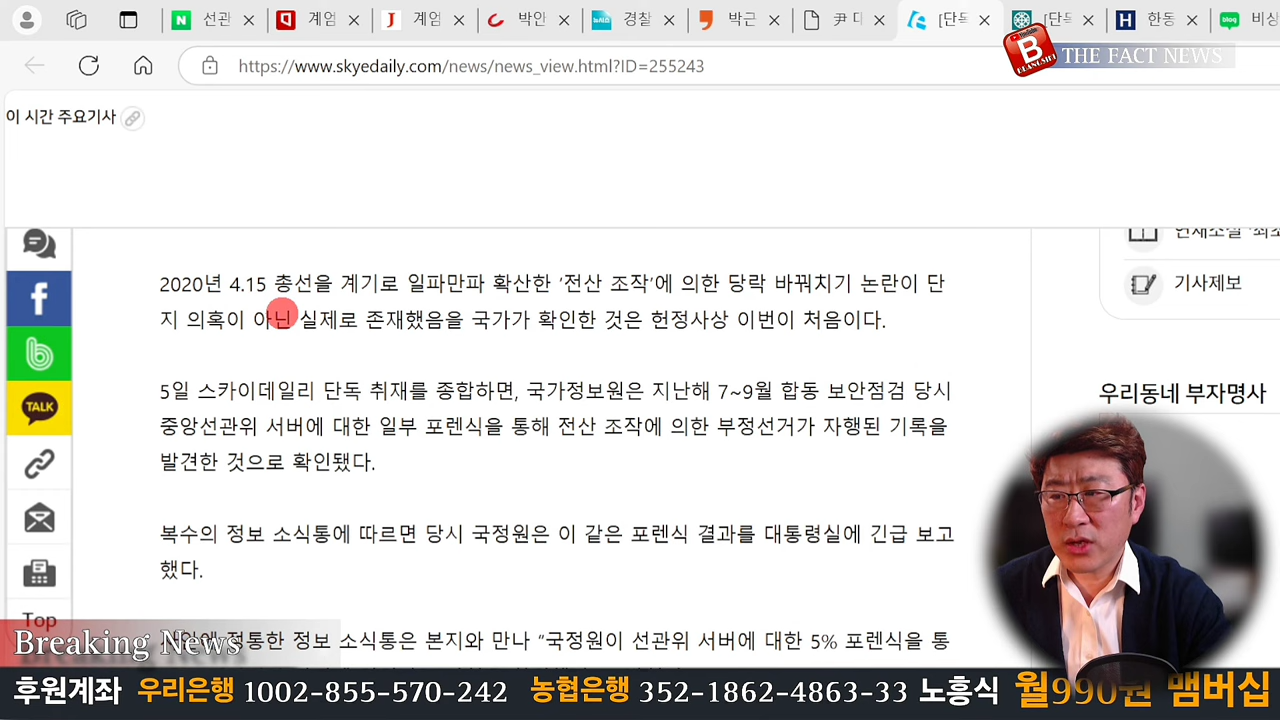 선관
계엄
계엄
박안
경찰
박근
尹 대
[단독
[단독
한동
비상
https://www.skyedaily.com/news/news_view.html?ID=255243
YouTube
B
BBANGSIKI
THE FACT NEWS
이 시간 주요기사
기사제보
2020년 4.15 총선을 계기로 일파만파 확산한 ‘전산 조작’에 의한 당락 바꿔치기 논란이 단
지 의혹이 아닌 실제로 존재했음을 국가가 확인한 것은 헌정사상 이번이 처음이다.
우리동네 부자명사
5일 스카이데일리 단독 취재를 종합하면, 국가정보원은 지난해 7~9월 합동 보안점검 당시
중앙선관위 서버에 대한 일부 포렌식을 통해 전산 조작에 의한 부정선거가 자행된 기록을
발견한 것으로 확인됐다.
TALK
복수의 정보 소식통에 따르면 당시 국정원은 이 같은 포렌식 결과를 대통령실에 긴급 보고
했다.
Top
정통한 정보 소식통은 본지와 만나 “국정원이 선관위 서버에 대한 5% 포렌식을 통
Breaking News
후원계좌 우리은행 1002-855-570-242 농협은행 352-1862-4863-33 노흥식 월990원 맴버십